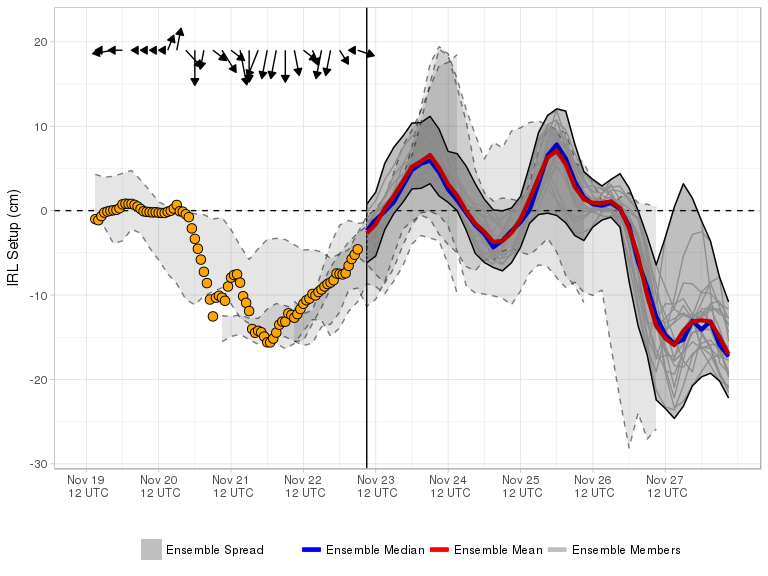 20
10
0
-10
-20
-30
IRL Setup (cm)
Nov 19 Nov 20 Nov 21 Nov 22 Nov 23 Nov 24 Nov 25 Nov 26 Nov 27
12 UTC 12 UTC 12 UTC 12 UTC 12 UTC 12 UTC 12 UTC 12 UTC 12 UTC
Ensemble Spread Ensemble Median Ensemble Mean Ensemble Members